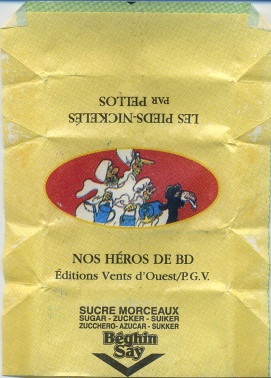 LES PIEDS-NICKELÉS
PAR PELLOS
NOS HÉROS DE BD
Éditions Vents d'Ouest/P.G.V.
SUCRE MORCEAUX
SUGAR - ZUCKER - SUIKER
ZUCCHERO - AZUCAR - SUKKER
Béghin
Say